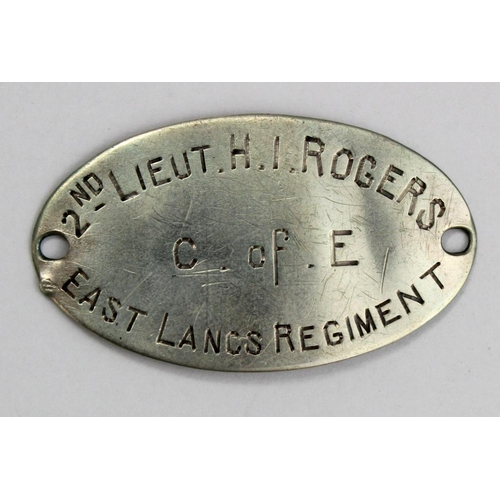 2ND LIEUT. H. I. ROGERS
C. of. E
EAST LANCS REGIMENT